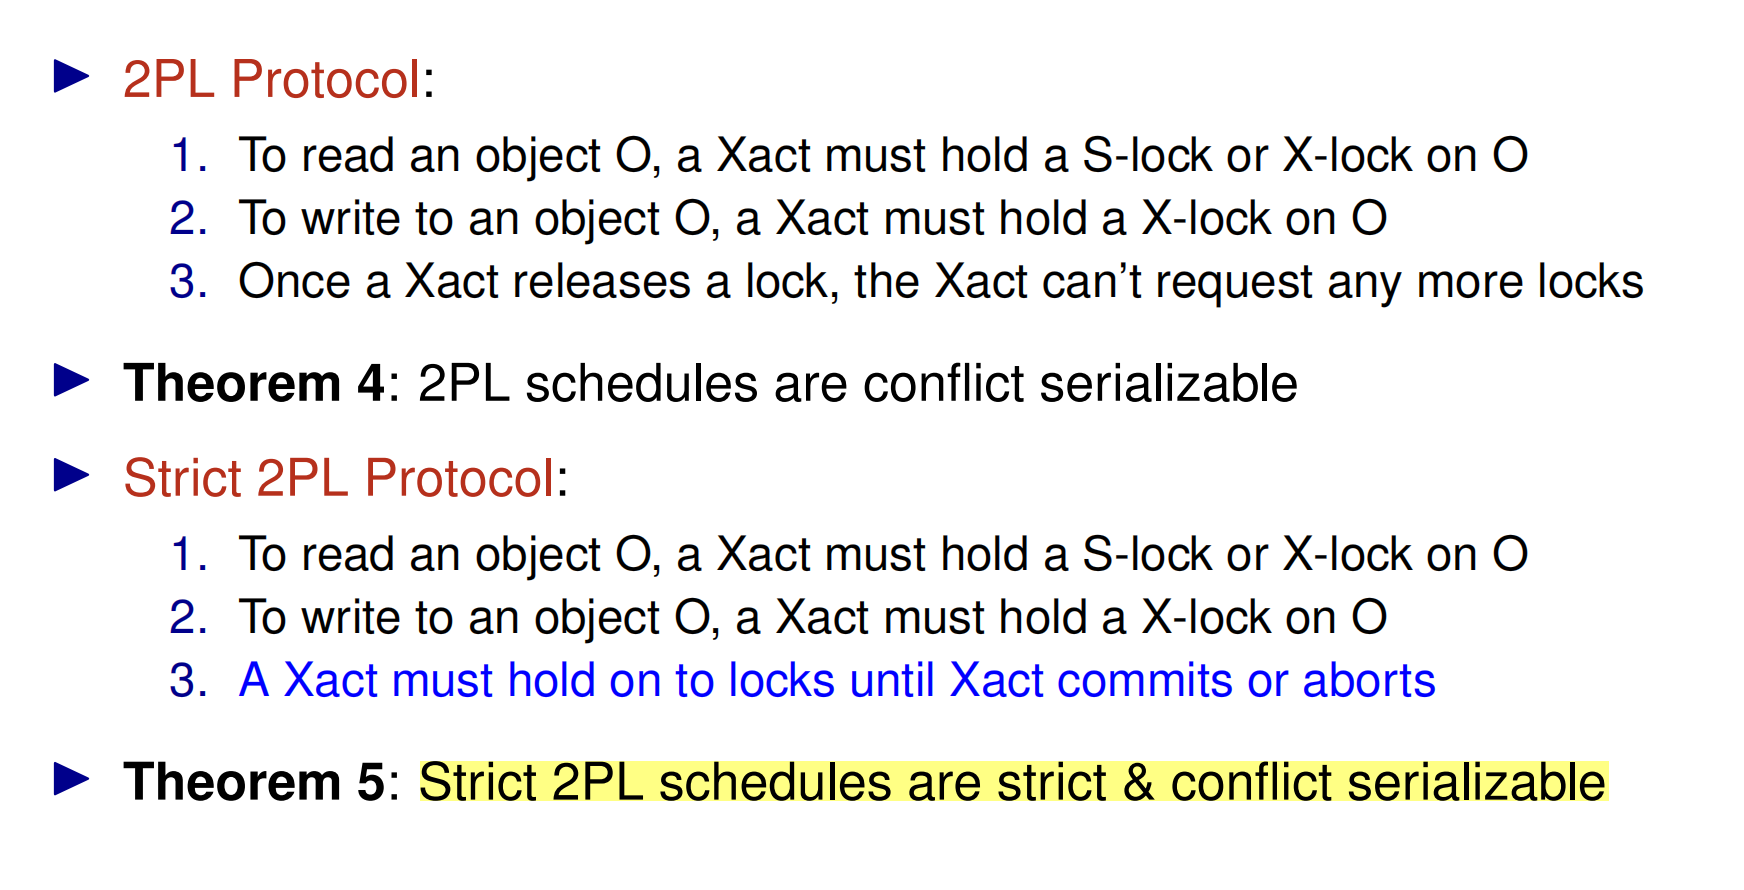 2PL Protocol:
1. To read an object O, a Xact must hold a S-lock or X-lock on O
2. To write to an object O, a Xact must hold a X-lock on O
3. Once a Xact releases a lock, the Xact can't request any more locks
Theorem 4: 2PL schedules are conflict serializable
Strict 2PL Protocol:
1. To read an object O, a Xact must hold a S-lock or X-lock on O
2. To write to an object O, a Xact must hold a X-lock on O
3. A Xact must hold on to locks until Xact commits or aborts
Theorem 5: Strict 2PL schedules are strict & conflict serializable